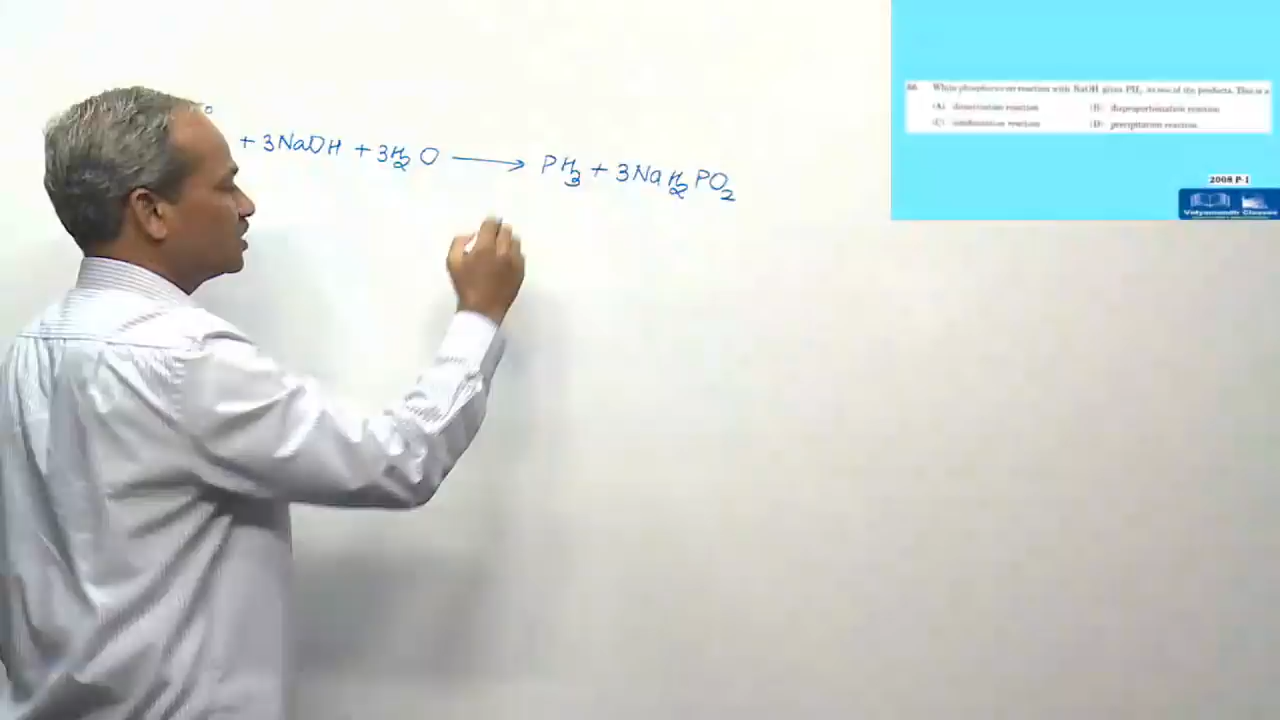 + 3NaOH + 3H2O ⟶ PH3 + 3NaH2PO2
White phosphorus on reaction with NaOH gives PH3 as one of the products. This is a
(A) dimerization reaction (B) disproportionation reaction
(C) condensation reaction (D) precipitation reaction
2008 P-1
Vidyamandir Classes